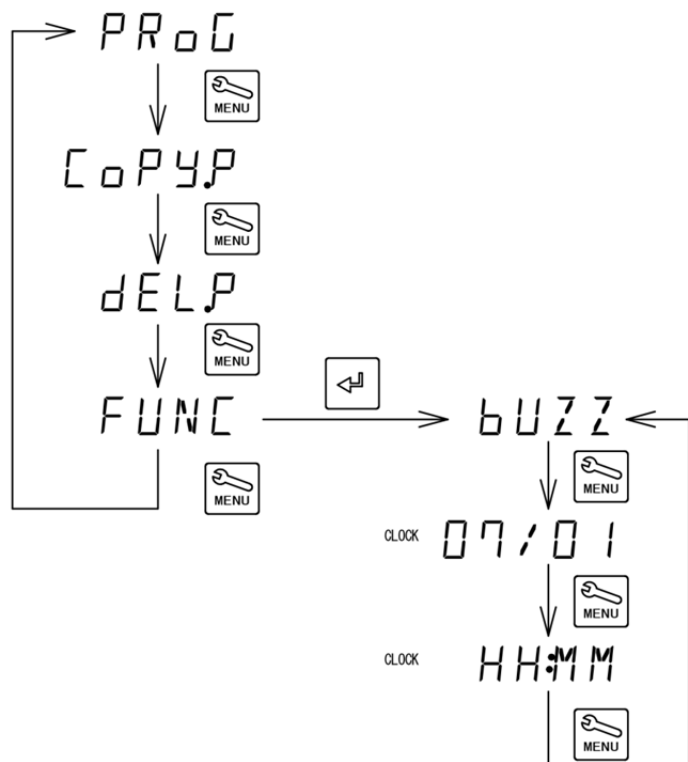 PRoG
MENU
CoPY.P
MENU
dEL.P
MENU
FUNC
bUZZ
MENU
MENU
CLOCK 07/01
MENU
CLOCK HH:MM
MENU